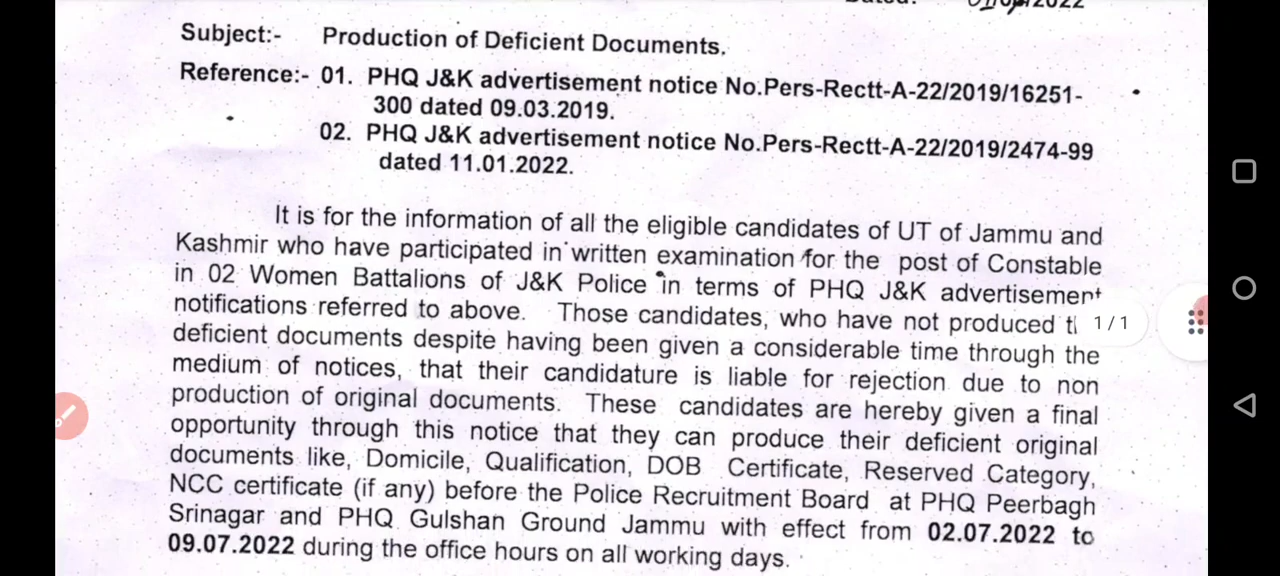 Subject:- Production of Deficient Documents.
Reference:- 01. PHQ J&K advertisement notice No.Pers-Rectt-A-22/2019/16251-
300 dated 09.03.2019.
02. PHQ J&K advertisement notice No.Pers-Rectt-A-22/2019/2474-99
dated 11.01.2022.
It is for the information of all the eligible candidates of UT of Jammu and
Kashmir who have participated in written examination for the post of Constable
in 02 Women Battalions of J&K Police in terms of PHQ J&K advertisement
notifications referred to above. Those candidates, who have not produced
1/1
deficient documents despite having been given a considerable time through the
medium of notices, that their candidature is liable for rejection due to non
production of original documents. These candidates are hereby given a final
opportunity through this notice that they can produce their deficient original
documents like, Domicile, Qualification, DOB Certificate, Reserved Category,
NCC certificate (if any) before the Police Recruitment Board at PHQ Peerbagh
Srinagar and PHQ Gulshan Ground Jammu with effect from 02.07.2022 to
09.07.2022 during the office hours on all working days.